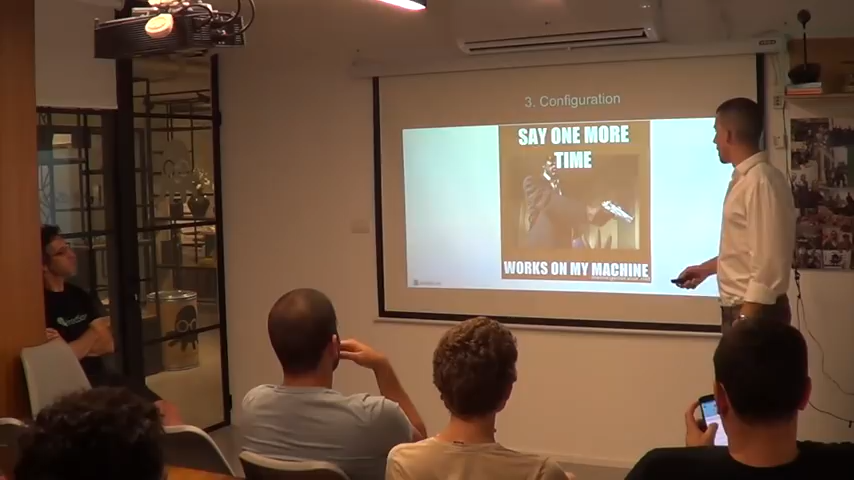 3. Configuration
SAY ONE MORE
TIME
WORKS ON MY MACHINE